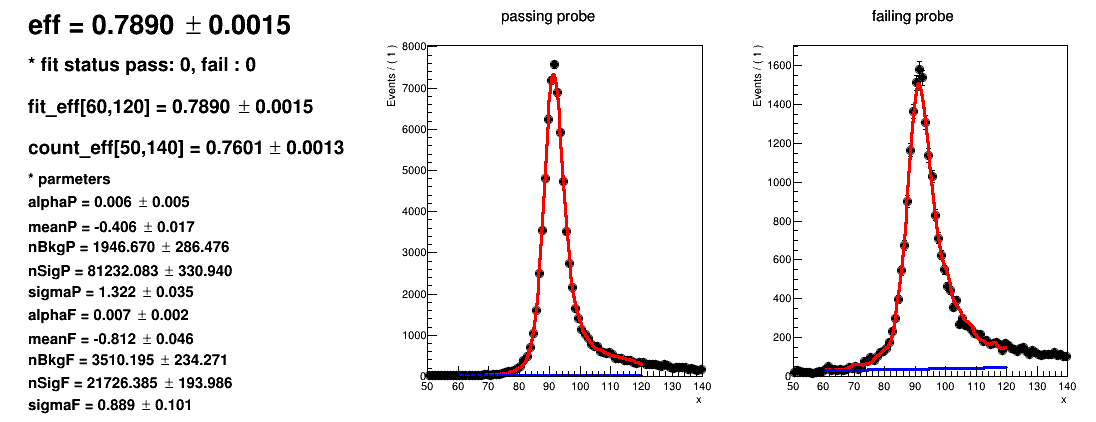 eff = 0.7890 ± 0.0015
* fit status pass: 0, fail : 0
fit_eff[60,120] = 0.7890 ± 0.0015
count_eff[50,140] = 0.7601 ± 0.0013
* parmeters
alphaP = 0.006 ± 0.005
meanP = -0.406 ± 0.017
nBkgP = 1946.670 ± 286.476
nSigP = 81232.083 ± 330.940
sigmaP = 1.322 ± 0.035
alphaF = 0.007 ± 0.002
meanF = -0.812 ± 0.046
nBkgF = 3510.195 ± 234.271
nSigF = 21726.385 ± 193.986
sigmaF = 0.889 ± 0.101
passing probe
Events / ( 1 )
8000
7000
6000
5000
4000
3000
2000
1000
0
50 60 70 80 90 100 110 120 130 140
x
failing probe
Events / ( 1 )
1600
1400
1200
1000
800
600
400
200
0
50 60 70 80 90 100 110 120 130 140
x